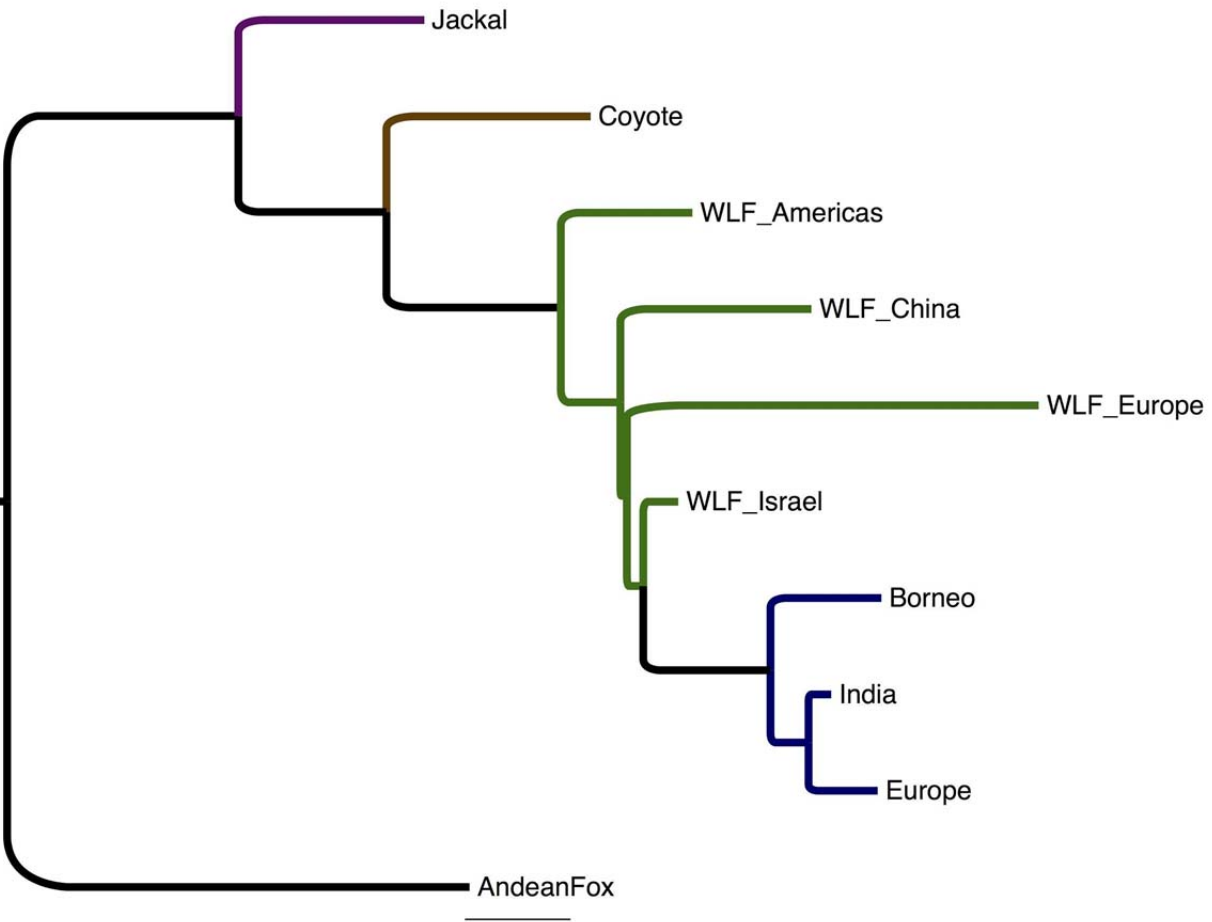 Jackal
Coyote
WLF_Americas
WLF_China
WLF_Europe
WLF_Israel
Borneo
India
Europe
AndeanFox